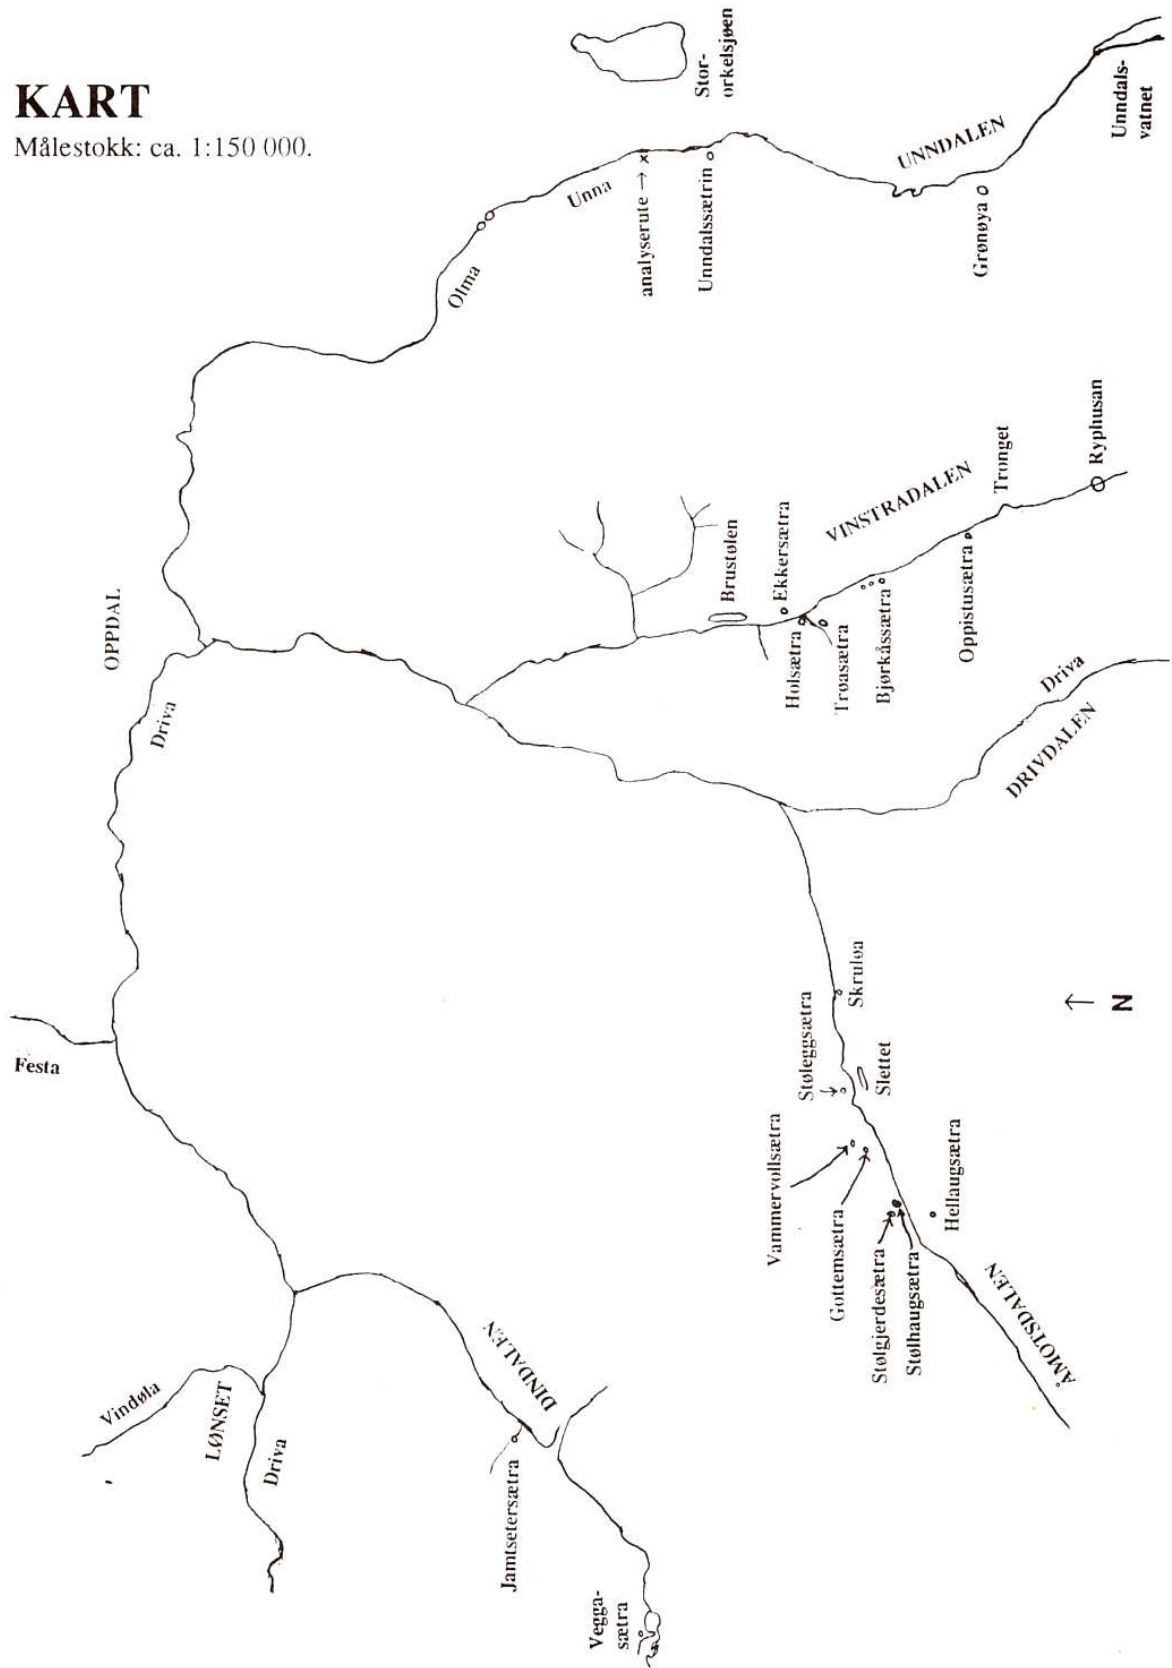 KART
Målestokk: ca. 1:150 000.
Stor-
orkelsjøen
Unndals-
vatnet
UNNDALEN
Unna
analyserute →
Unndalssætrin
Grønøya
Olma
OPPDAL
Brustølen
Ekkersætra
VINSTRADALEN
Tronget
Ryphusan
Holsætra
Trøasætra
Bjørkåssætra
Oppistusætra
Driva
Driva
DRIVDALEN
Festa
Støleggsætra
Skruløa
Slettet
N
Vammervollsætra
Gottemsætra
Stølgjerdesætra
Stølhaugsætra
Hellaugsætra
ÅMOTSDALEN
Vindøla
LØNSET
Driva
DINDALEN
Jamtsetersætra
Vegga-
sætra